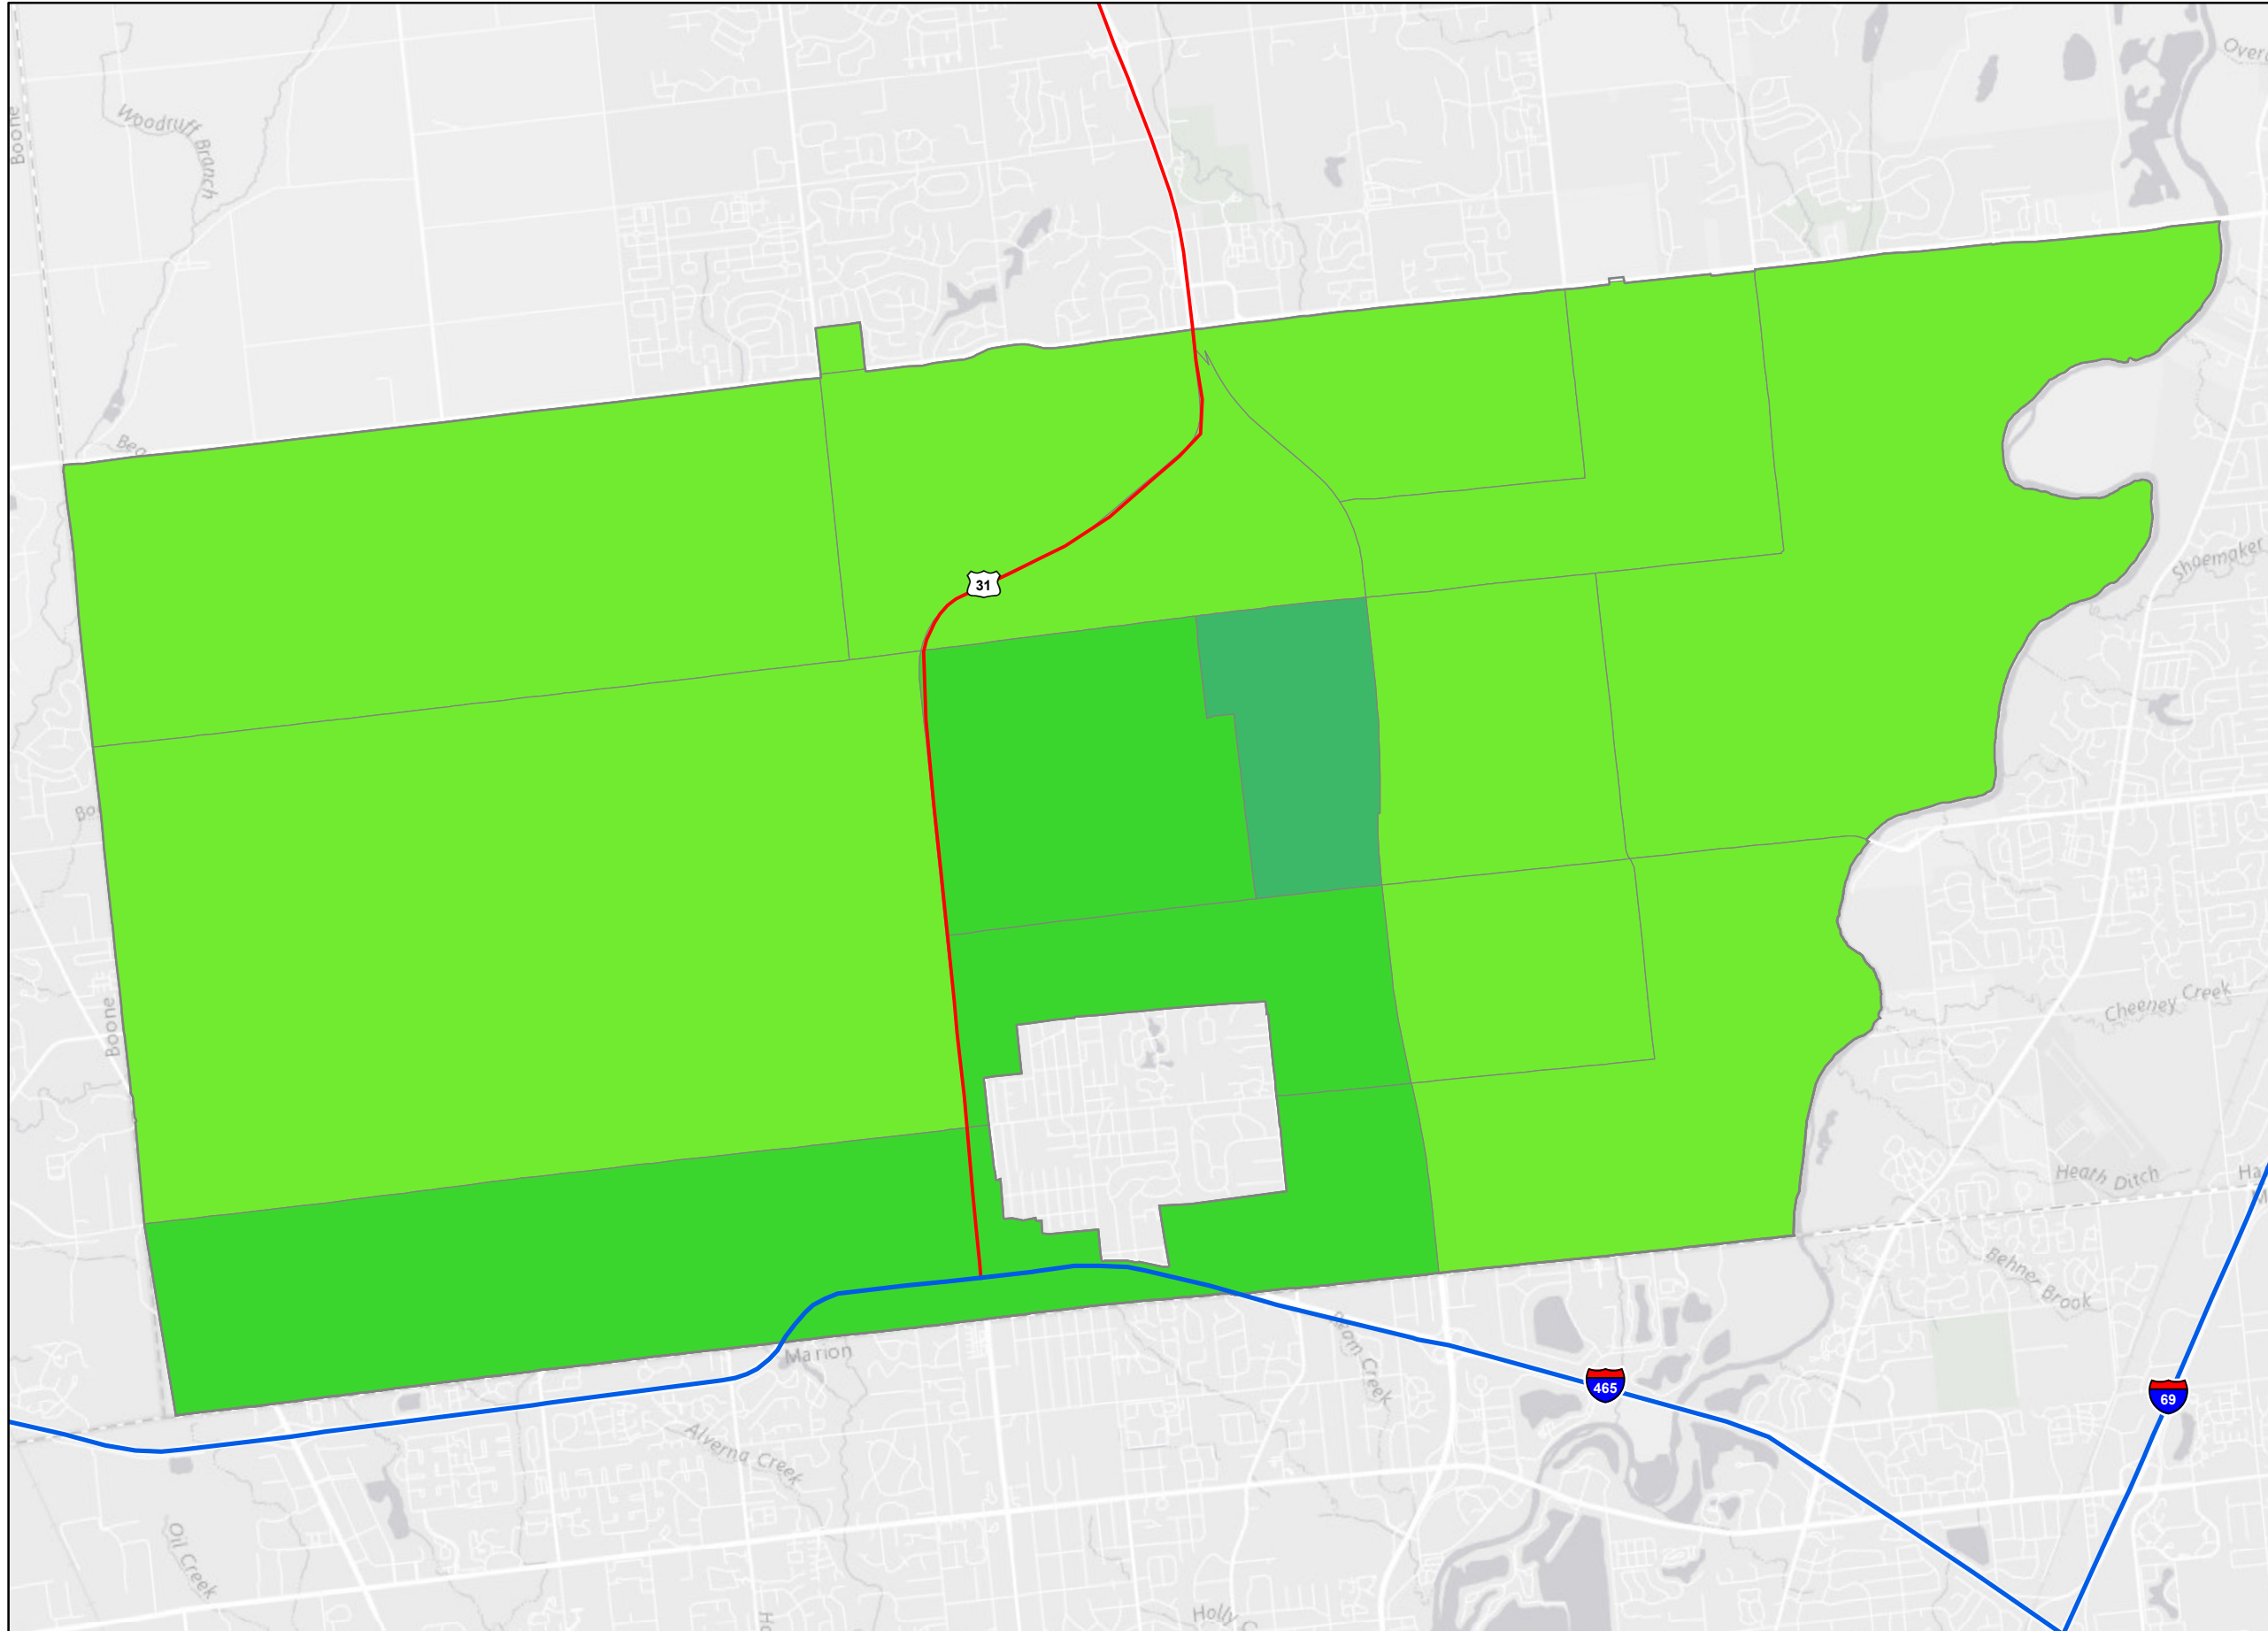 Boone
Woodruff Branch
31
Shoemaker
Boone
Cheeney Creek
Heath Ditch
Behner Brook
Marion
465
69
Alverna Creek
Oil Creek